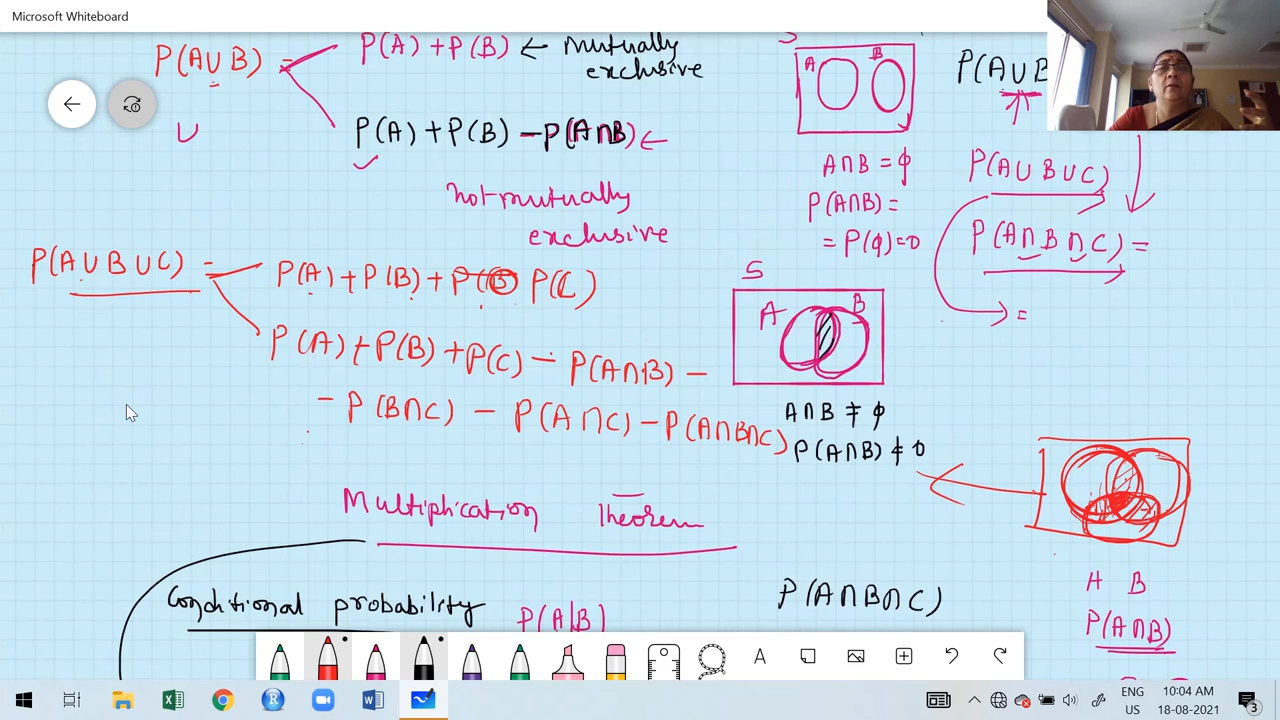 Microsoft Whiteboard
P(A∪B) =
P(A) + P(B) ← mutually
exclusive
∪
P(A) + P(B) – P(A∩B) ←
not mutually
exclusive
S
A B
A∩B = ϕ
P(A∩B) =
= P(ϕ)=0
P(A∪B
P(A∪B∪C)
P(A∩B∩C) =
=
P(A∪B∪C) =
P(A) + P(B) + P(B) P(C)
P(A) + P(B) + P(C) – P(A∩B) –
– P(B∩C) – P(A∩C) – P(A∩B∩C)
S
A B
A∩B ≠ ϕ
P(A∩B) ≠ 0
Multiplication Theorem
Conditional probability P(A|B)
P(A∩B∩C)
A B
P(A∩B)
A
ENG
US
10:04 AM
18-08-2021
3